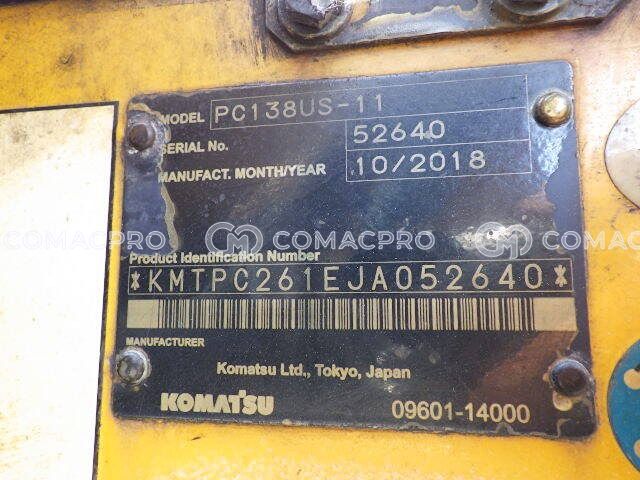 MODEL PC138US-11
SERIAL No. 52640
MANUFACT. MONTH/YEAR 10/2018
COMACPRO COMACPRO COMACPRO
Product Identification Number
*KMTPC261EJA052640*
MANUFACTURER
Komatsu Ltd., Tokyo, Japan
KOMATSU 09601-14000